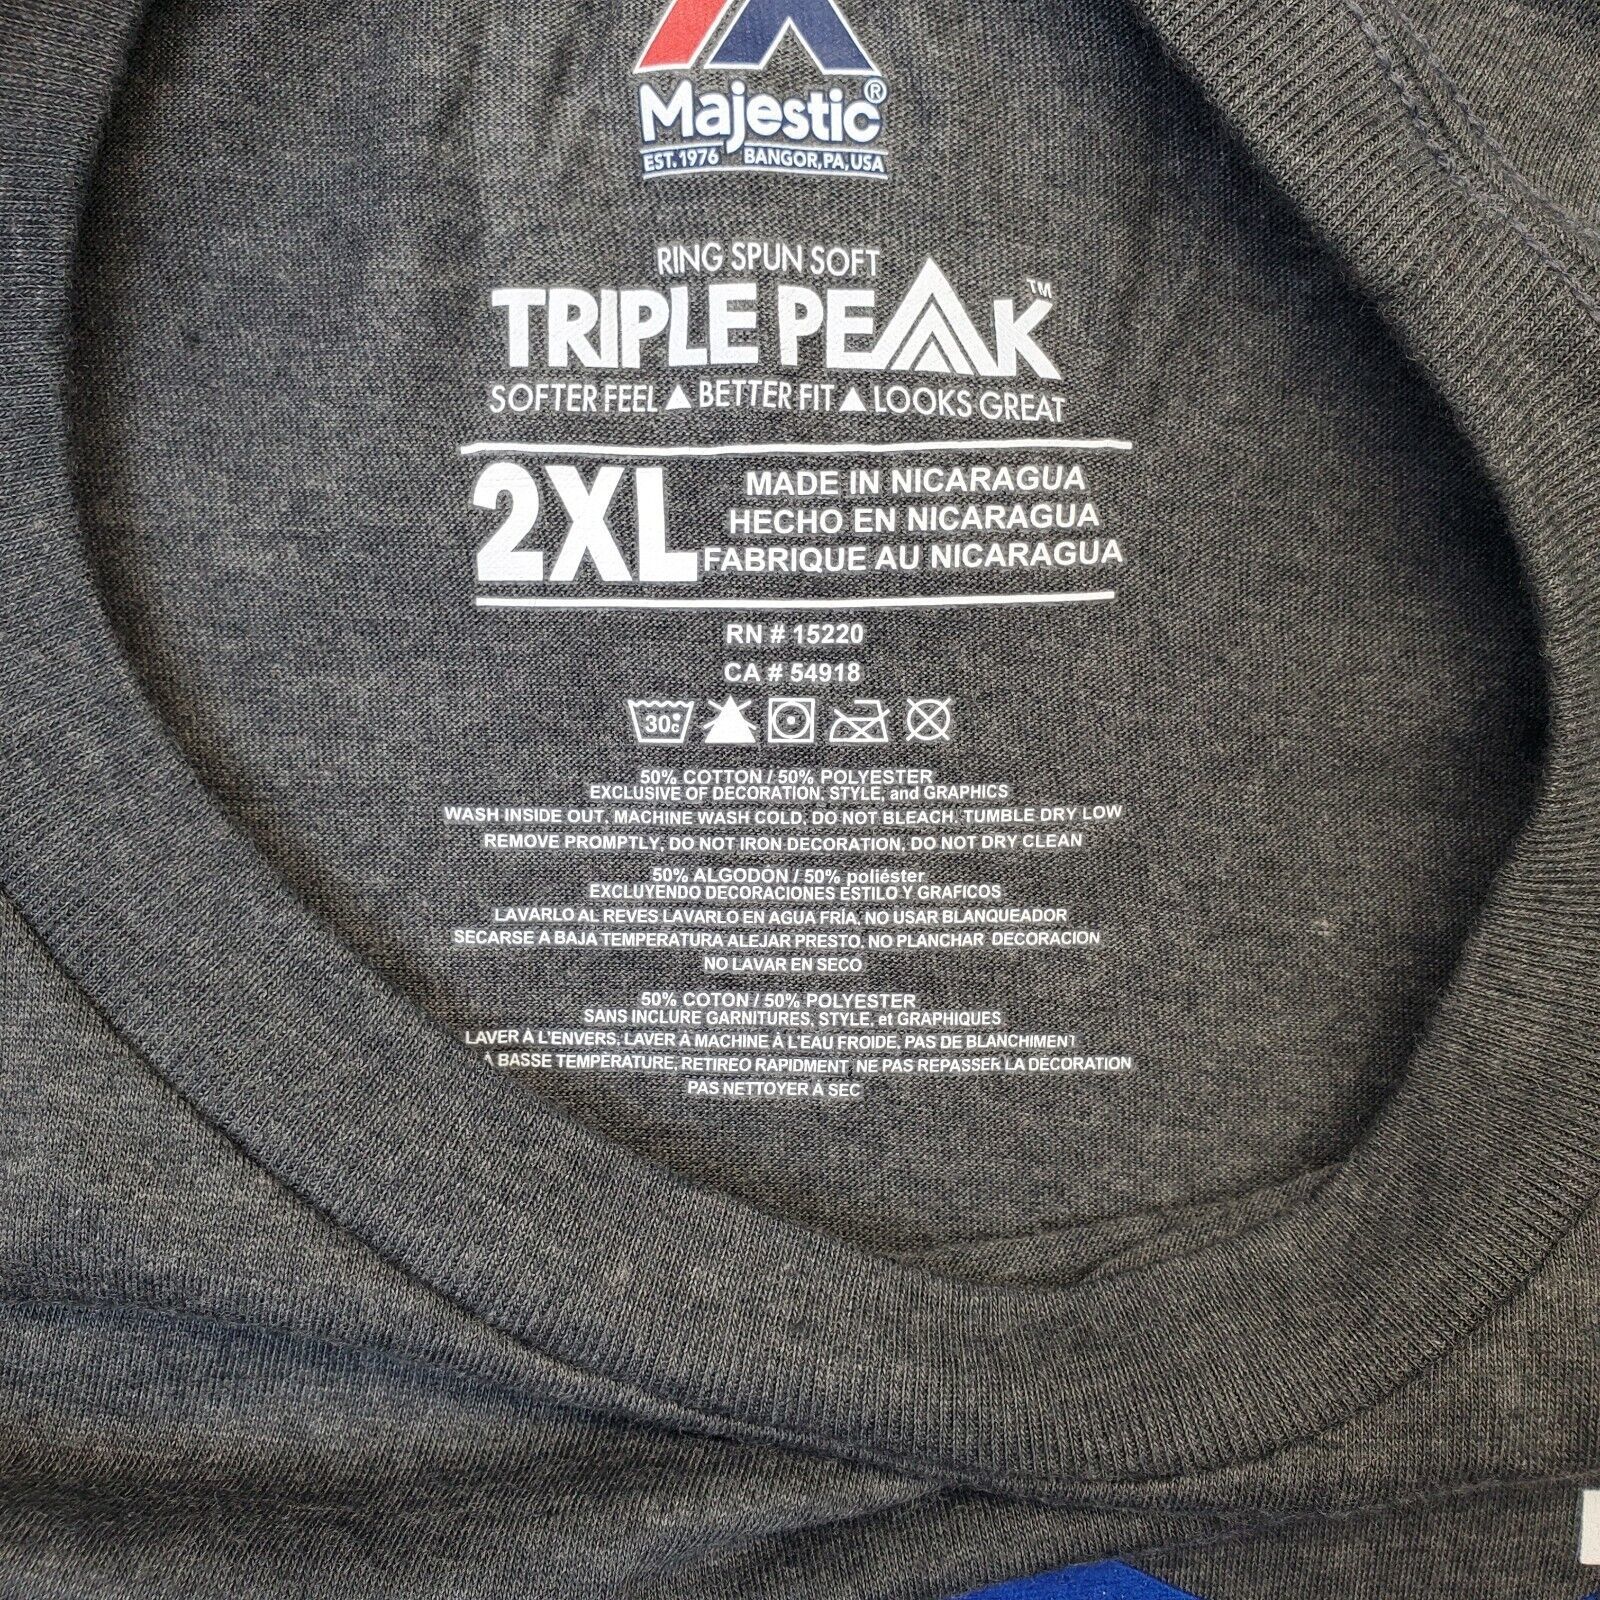 Majestic®
EST. 1976 BANGOR, PA, USA
RING SPUN SOFT
TRIPLE PEAK™
SOFTER FEEL▲BETTER FIT▲LOOKS GREAT
2XL
MADE IN NICARAGUA
HECHO EN NICARAGUA
FABRIQUE AU NICARAGUA
RN # 15220
CA # 54918
30c
50% COTTON / 50% POLYESTER
EXCLUSIVE OF DECORATION, STYLE, and GRAPHICS
WASH INSIDE OUT, MACHINE WASH COLD, DO NOT BLEACH, TUMBLE DRY LOW
REMOVE PROMPTLY, DO NOT IRON DECORATION, DO NOT DRY CLEAN
50% ALGODÓN / 50% poliéster
EXCLUYENDO DECORACIONES ESTILO Y GRAFICOS
LAVARLO AL REVES LAVARLO EN AGUA FRÍA, NO USAR BLANQUEADOR
SECARSE A BAJA TEMPERATURA ALEJAR PRESTO. NO PLANCHAR DECORACION
NO LAVAR EN SECO
50% COTON / 50% POLYESTER
SANS INCLURE GARNITURES, STYLE, et GRAPHIQUES
LAVER À L'ENVERS, LAVER À MACHINE À L'EAU FROIDE, PAS DE BLANCHIMENT
À BASSE TEMPÉRATURE, RETIREO RAPIDMENT NE PAS REPASSER LA DECORATION
PAS NETTOYER À SEC